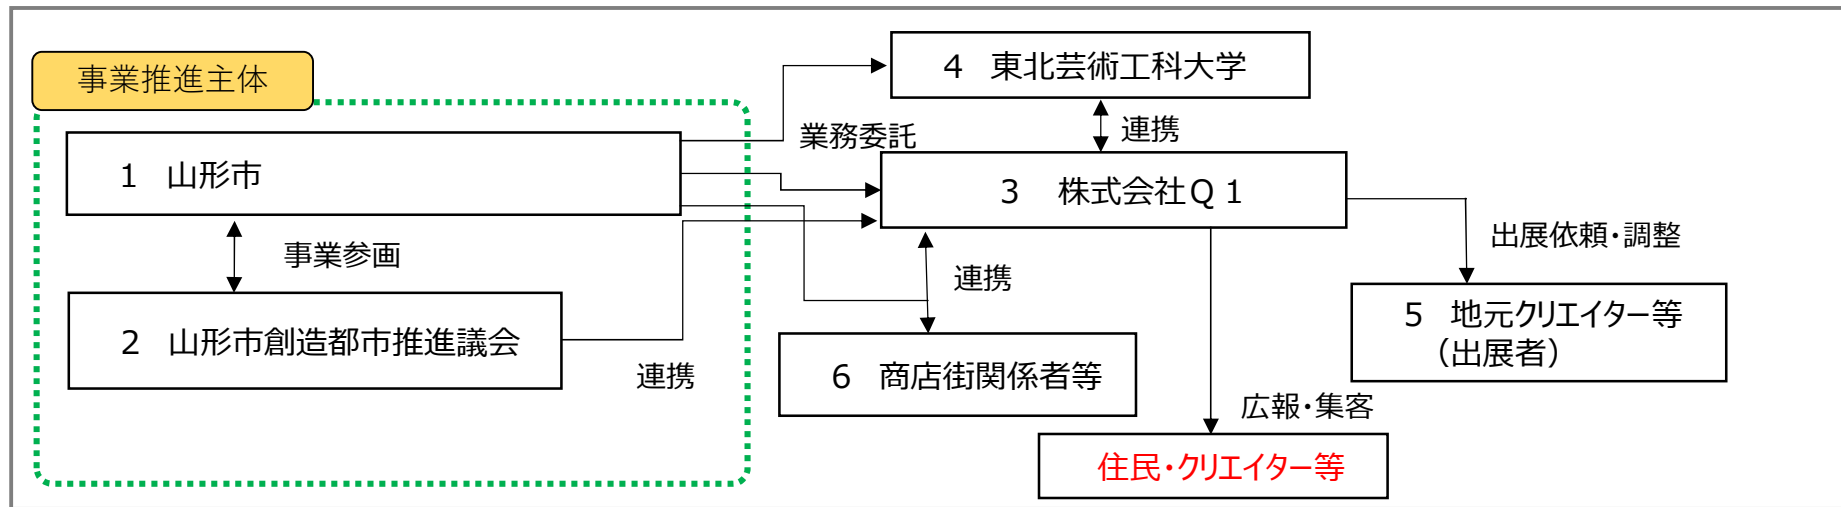 事業推進主体
4 東北芸術工科大学
業務委託
連携
1 山形市
3 株式会社Q1
事業参画
連携
出展依頼・調整
2 山形市創造都市推進議会
連携
5 地元クリエイター等
（出展者）
6 商店街関係者等
広報・集客
住民・クリエイター等